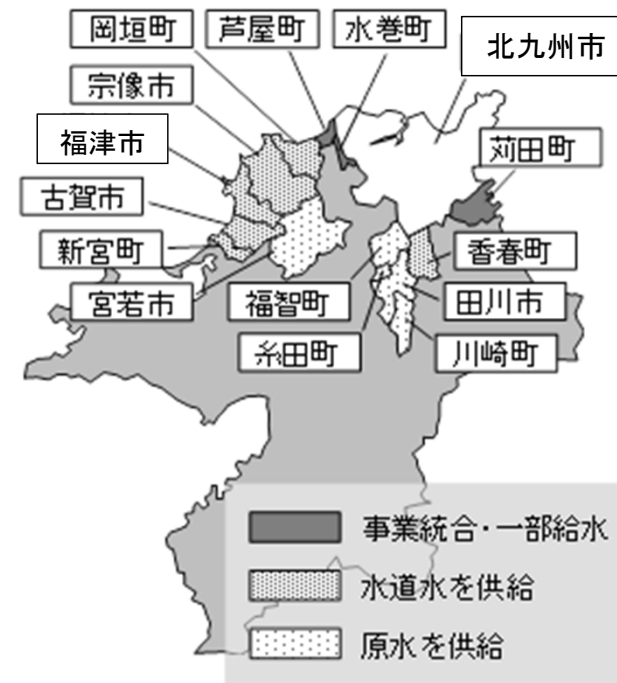 岡垣町
芦屋町
水巻町
北九州市
宗像市
福津市
苅田町
古賀市
新宮町
香春町
宮若市
福智町
田川市
糸田町
川崎町
事業統合・一部給水
水道水を供給
原水を供給